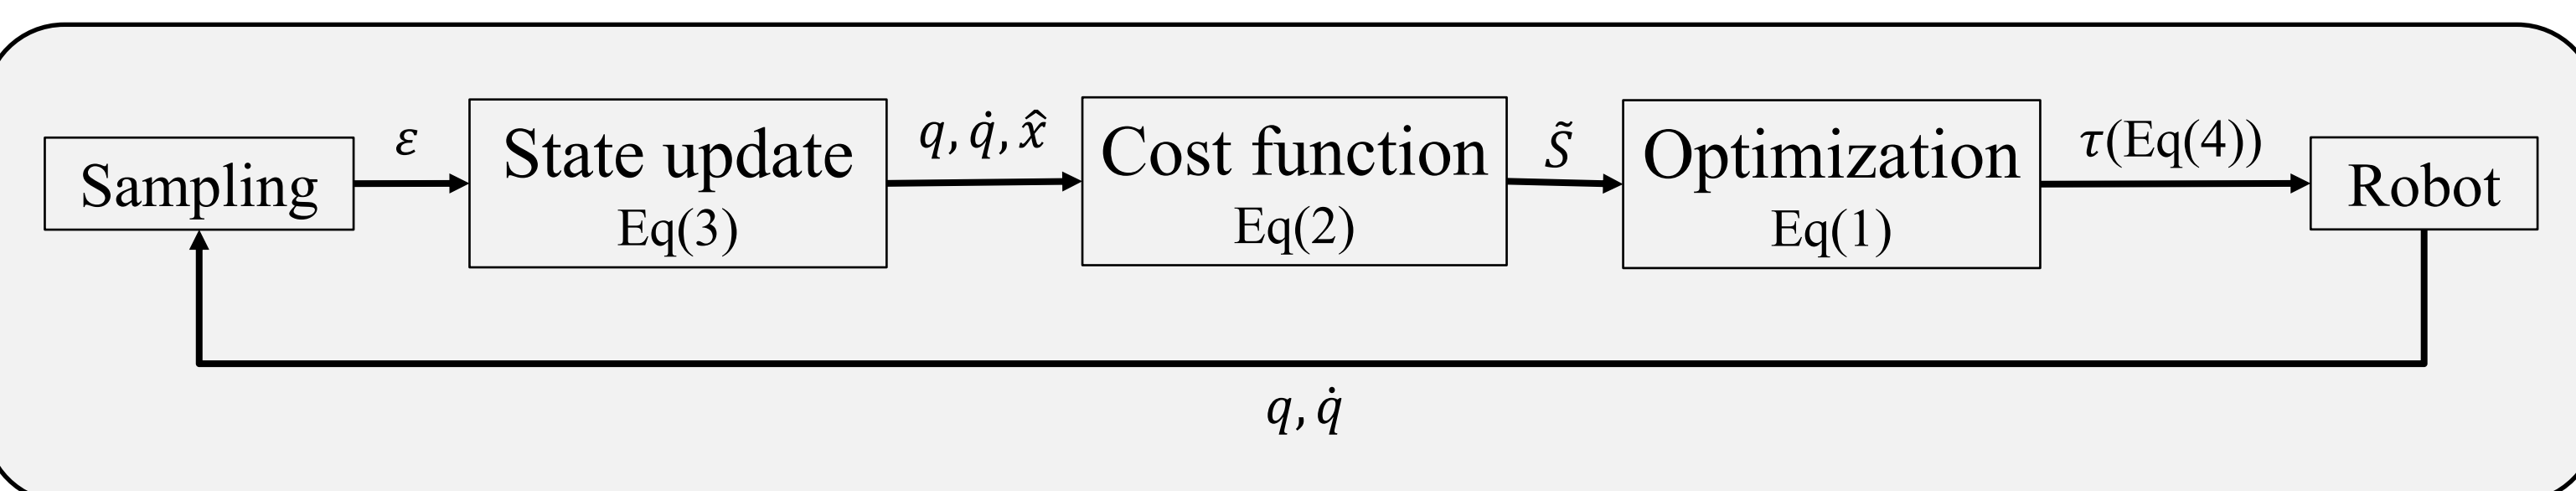 Sampling
ε
State update
Eq(3)
q, q̇, x̂
Cost function
Eq(2)
S̃
Optimization
Eq(1)
τ(Eq(4))
Robot
q, q̇